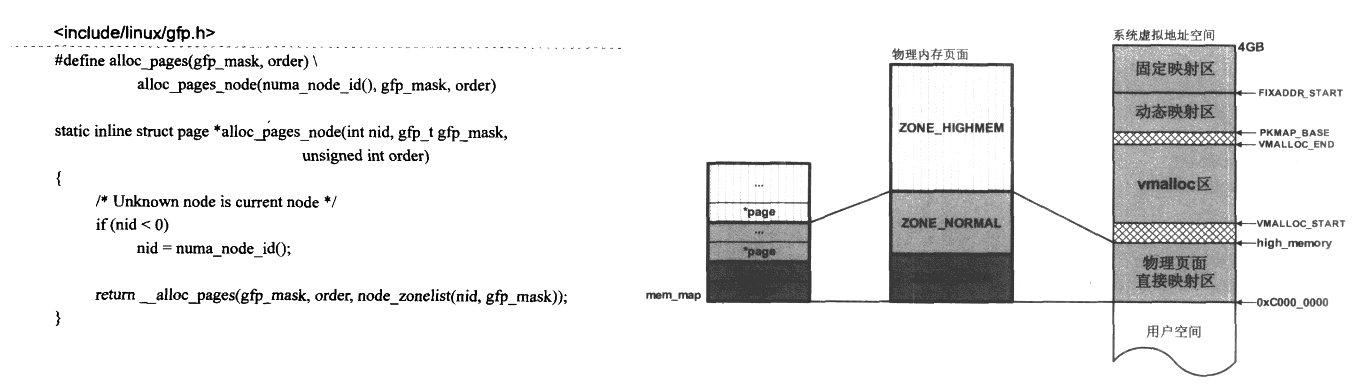 <include/linux/gfp.h>
#define alloc_pages(gfp_mask, order) \
alloc_pages_node(numa_node_id(), gfp_mask, order)
static inline struct page *alloc_pages_node(int nid, gfp_t gfp_mask,
unsigned int order)
{
/* Unknown node is current node */
if (nid < 0)
nid = numa_node_id();
return __alloc_pages(gfp_mask, order, node_zonelist(nid, gfp_mask));
}
mem_map
...
*page
...
*page
物理内存页面
ZONE_HIGHMEM
ZONE_NORMAL
系统虚拟地址空间
4GB
固定映射区
FIXADDR_START
动态映射区
PKMAP_BASE
VMALLOC_END
vmalloc区
VMALLOC_START
high_memory
物理页面
直接映射区
0xC000_0000
用户空间